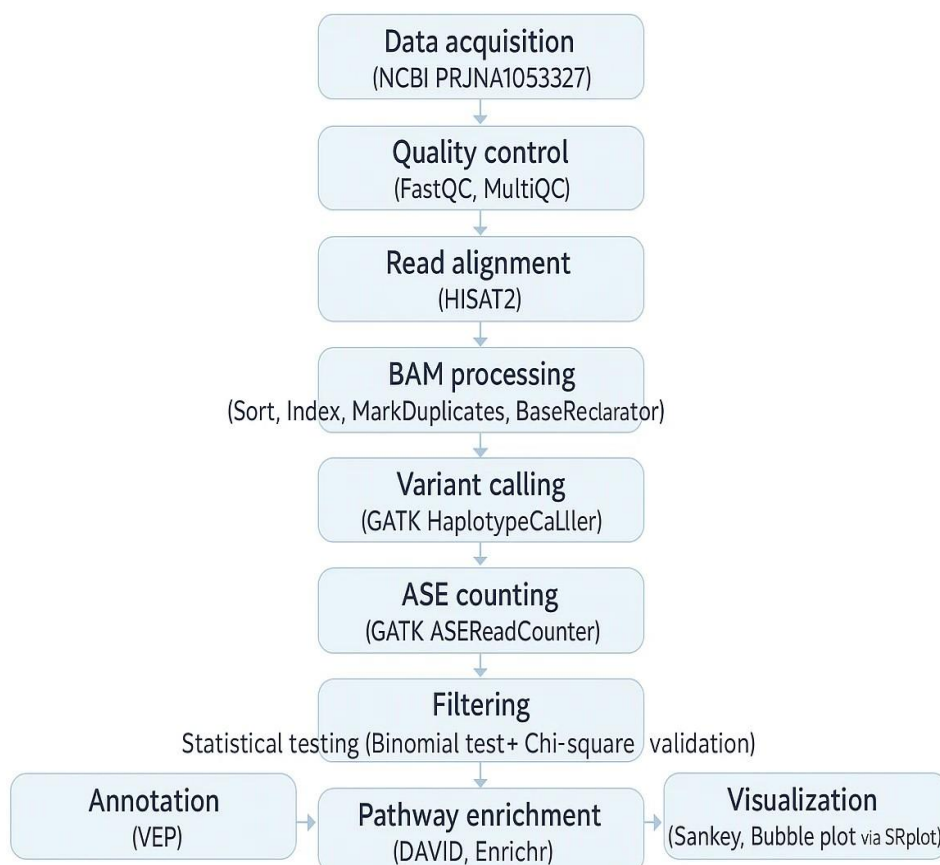 Data acquisition
(NCBI PRJNA1053327)
Quality control
(FastQC, MultiQC)
Read alignment
(HISAT2)
BAM processing
(Sort, Index, MarkDuplicates, BaseReclarator)
Variant calling
(GATK HaplotypeCaLller)
ASE counting
(GATK ASEReadCounter)
Filtering
Statistical testing (Binomial test+ Chi-square validation)
Annotation
(VEP)
Pathway enrichment
(DAVID, Enrichr)
Visualization
(Sankey, Bubble plot via SRplot)